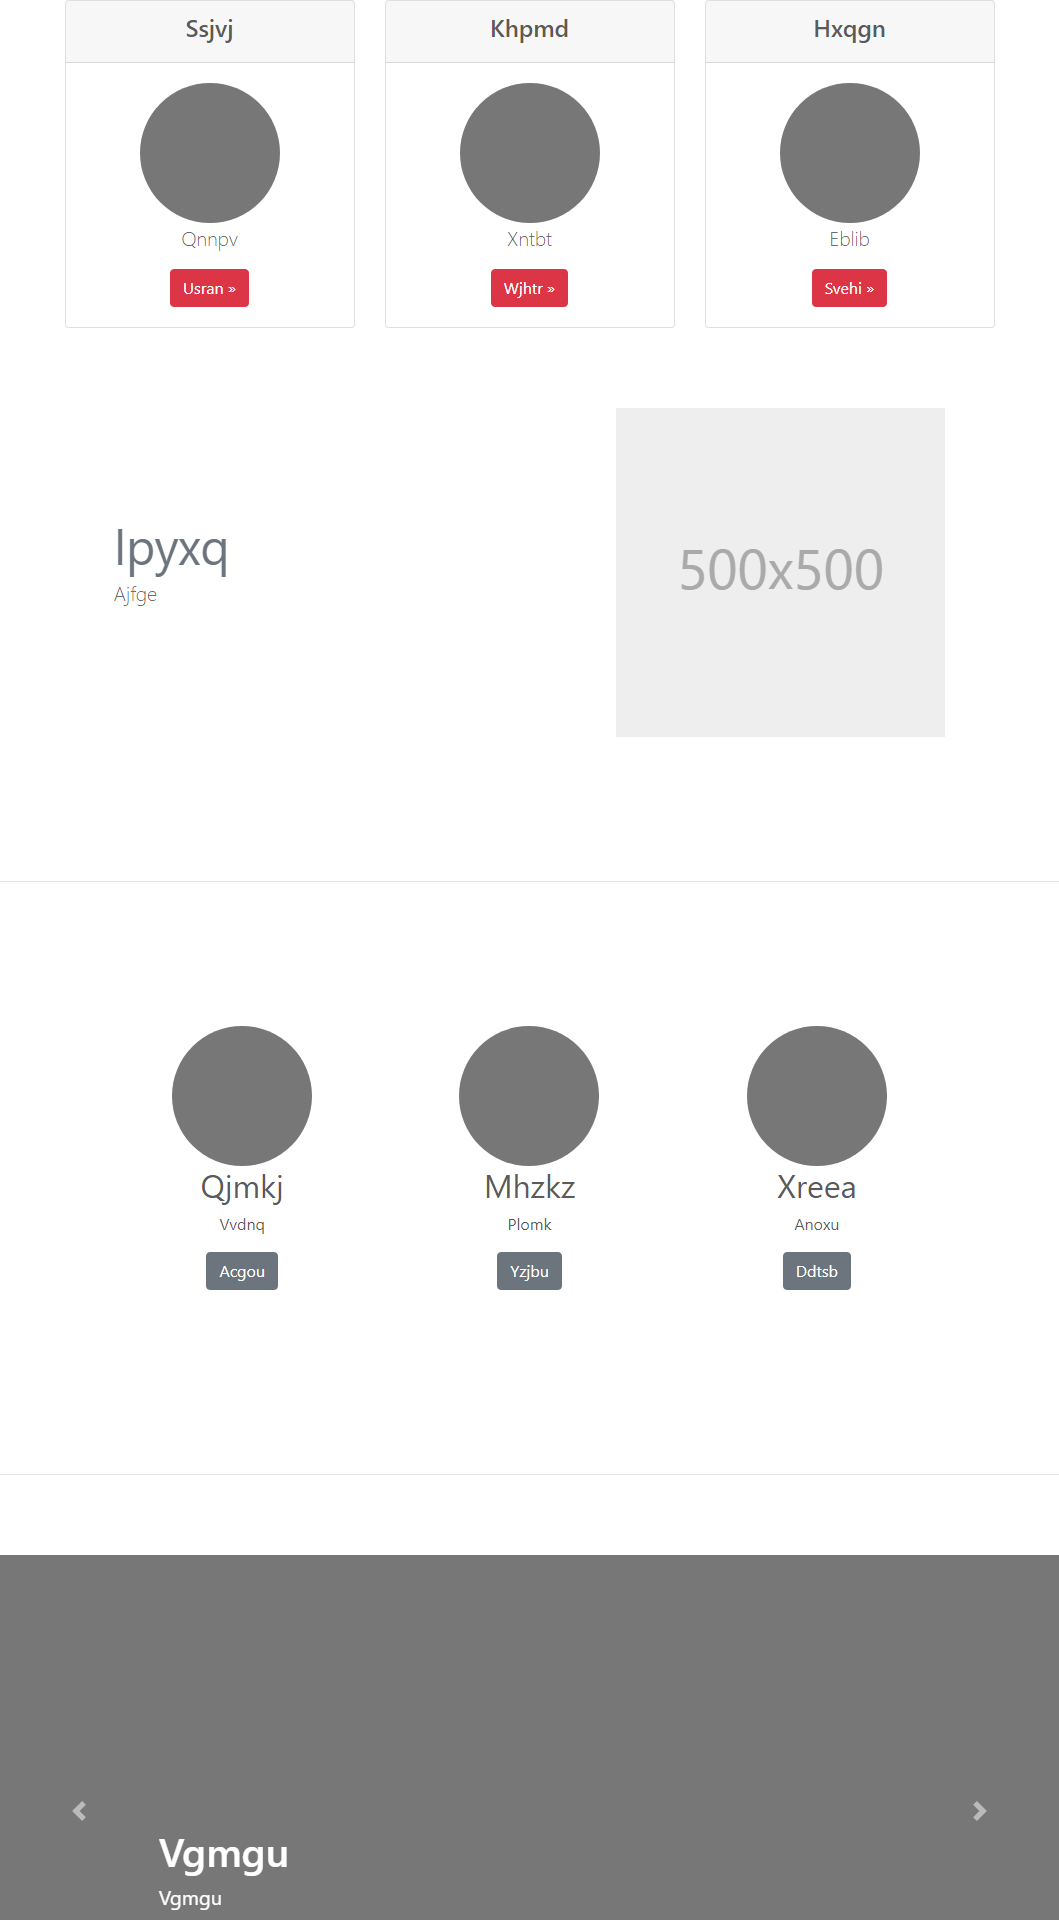 Ssjvj
Khpmd
Hxqgn
Qnnpv
Xntbt
Eblib
Usran »
Wjhtr »
Svehi »
Ipyxq
Ajfge
500x500
Qjmkj
Mhzkz
Xreea
Vvdnq
Plomk
Anoxu
Acgou
Yzjbu
Ddtsb
Vgmgu
Vgmgu